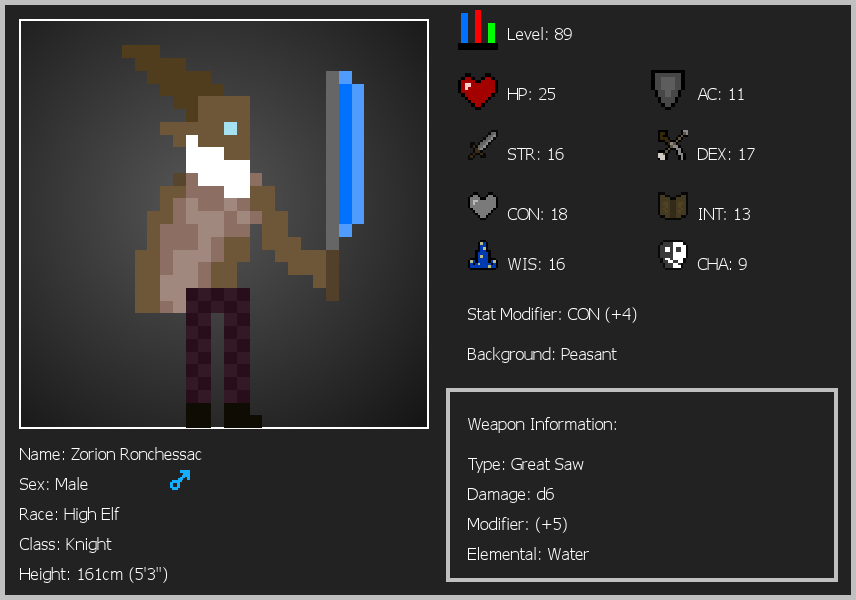 Level: 89
HP: 25
AC: 11
STR: 16
DEX: 17
CON: 18
INT: 13
WIS: 16
CHA: 9
Stat Modifier: CON (+4)
Background: Peasant
Weapon Information:
Type: Great Saw
Damage: d6
Modifier: (+5)
Elemental: Water
Name: Zorion Ronchessac
Sex: Male
Race: High Elf
Class: Knight
Height: 161cm (5'3")